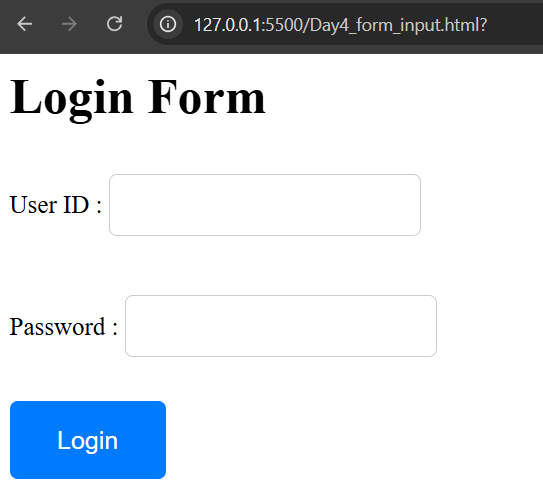 127.0.0.1:5500/Day4_form_input.html?
Login Form
User ID :
Password :
Login